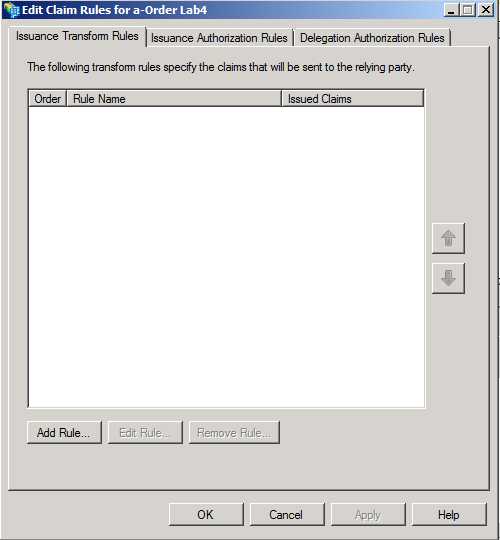 Edit Claim Rules for a-Order Lab4
Issuance Transform Rules Issuance Authorization Rules Delegation Authorization Rules
The following transform rules specify the claims that will be sent to the relying party.
Order Rule Name Issued Claims
Add Rule... Edit Rule... Remove Rule...
OK Cancel Apply Help